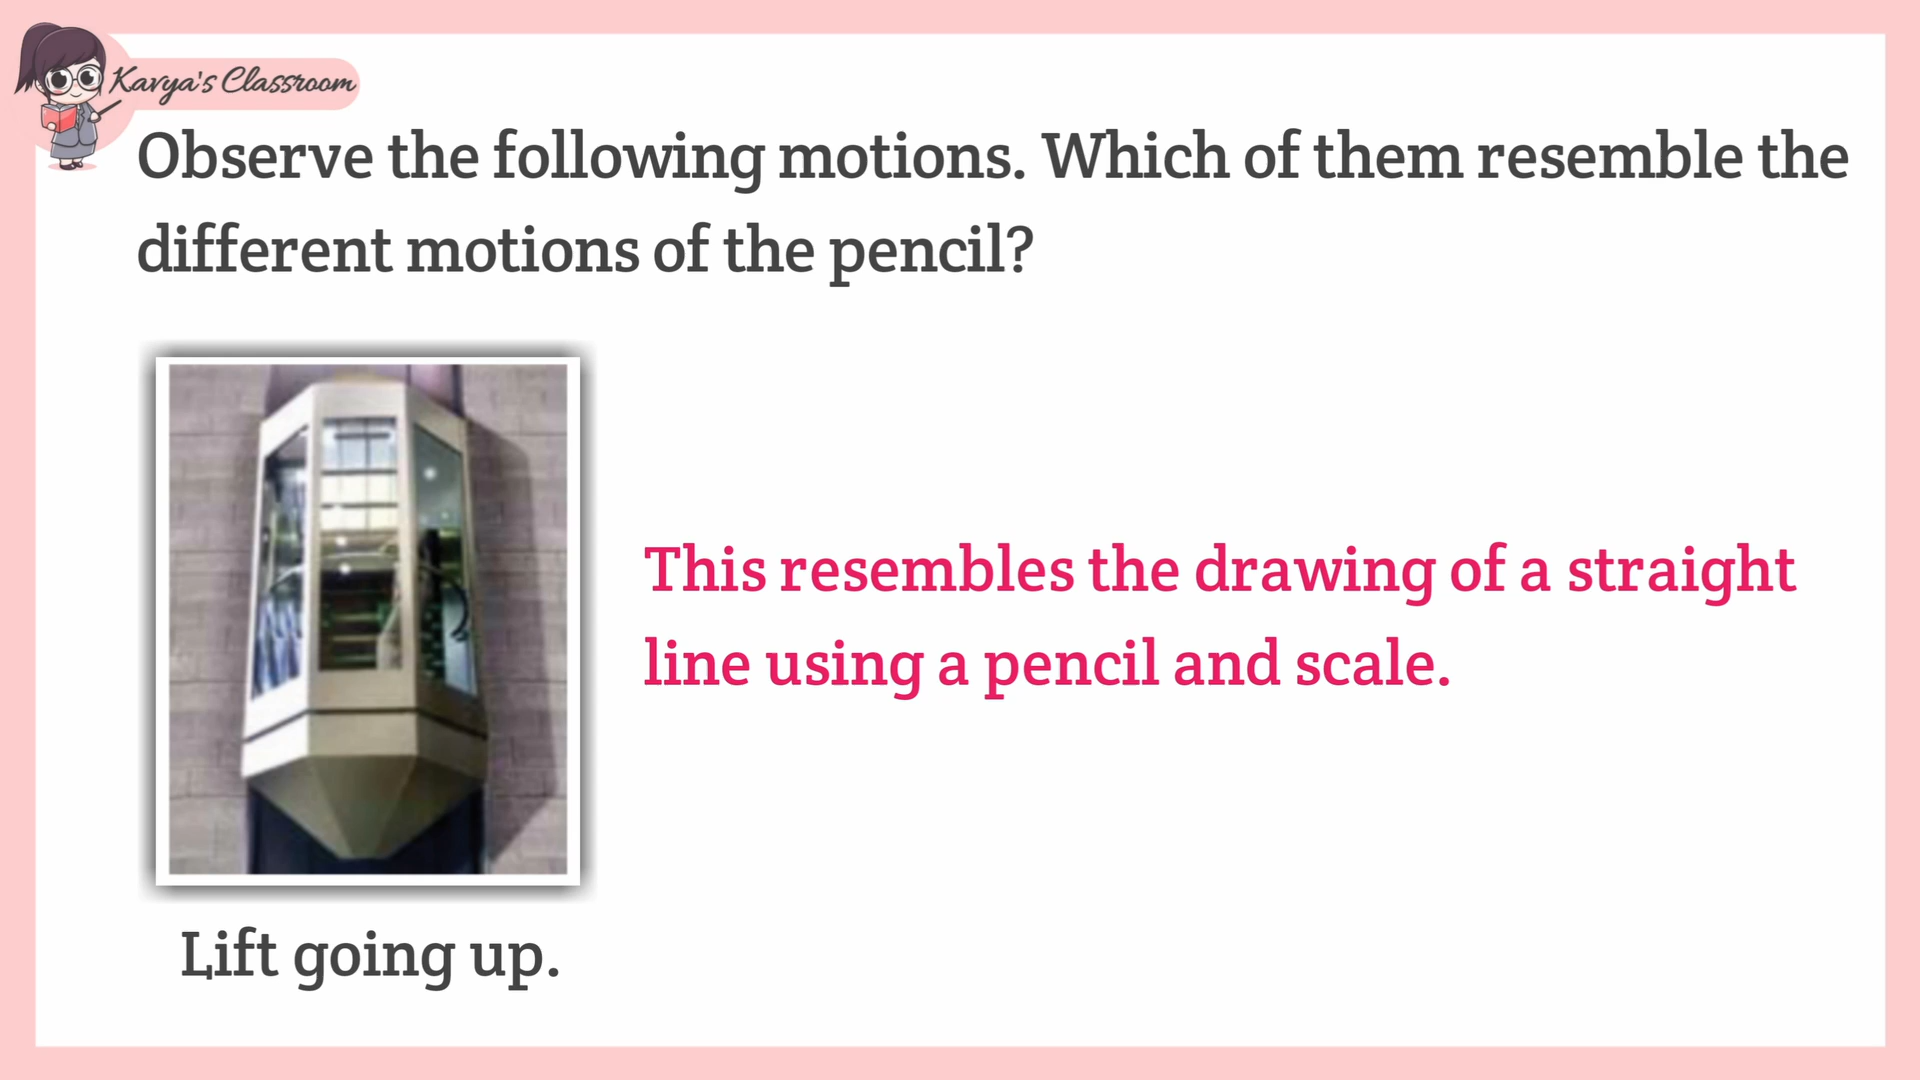 Kavya's Classroom
Observe the following motions. Which of them resemble the
different motions of the pencil?
This resembles the drawing of a straight
line using a pencil and scale.
Lift going up.